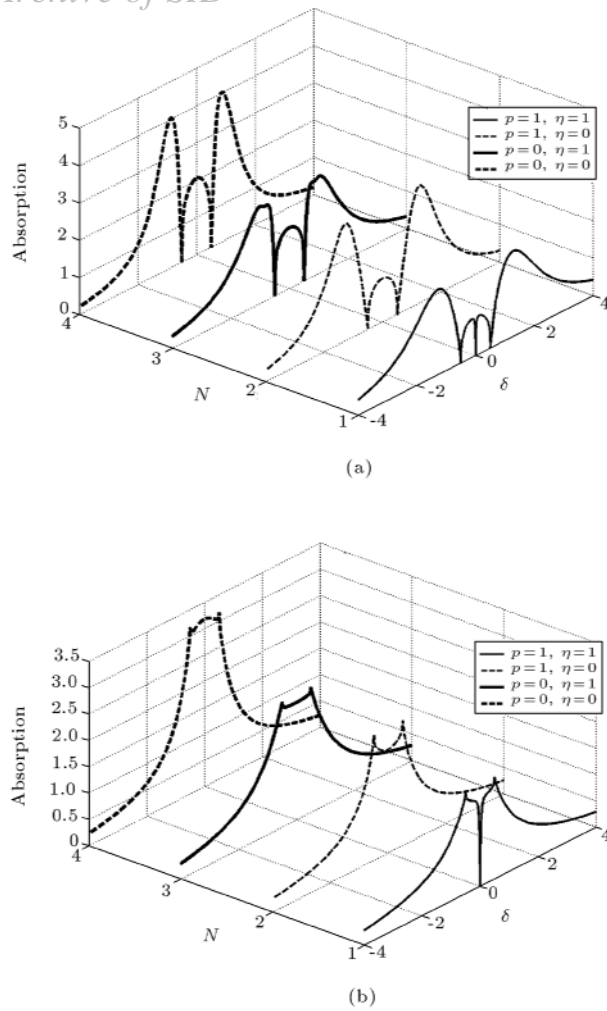 Archive of SID
5
4
3
2
1
0
Absorption
4
3
2
1
N
-4
-2
0
2
4
δ
p=1, η=1
p=1, η=0
p=0, η=1
p=0, η=0
(a)
3.5
3.0
2.5
2.0
1.5
1.0
0.5
0
Absorption
4
3
2
1
N
-4
-2
0
2
4
δ
p=1, η=1
p=1, η=0
p=0, η=1
p=0, η=0
(b)